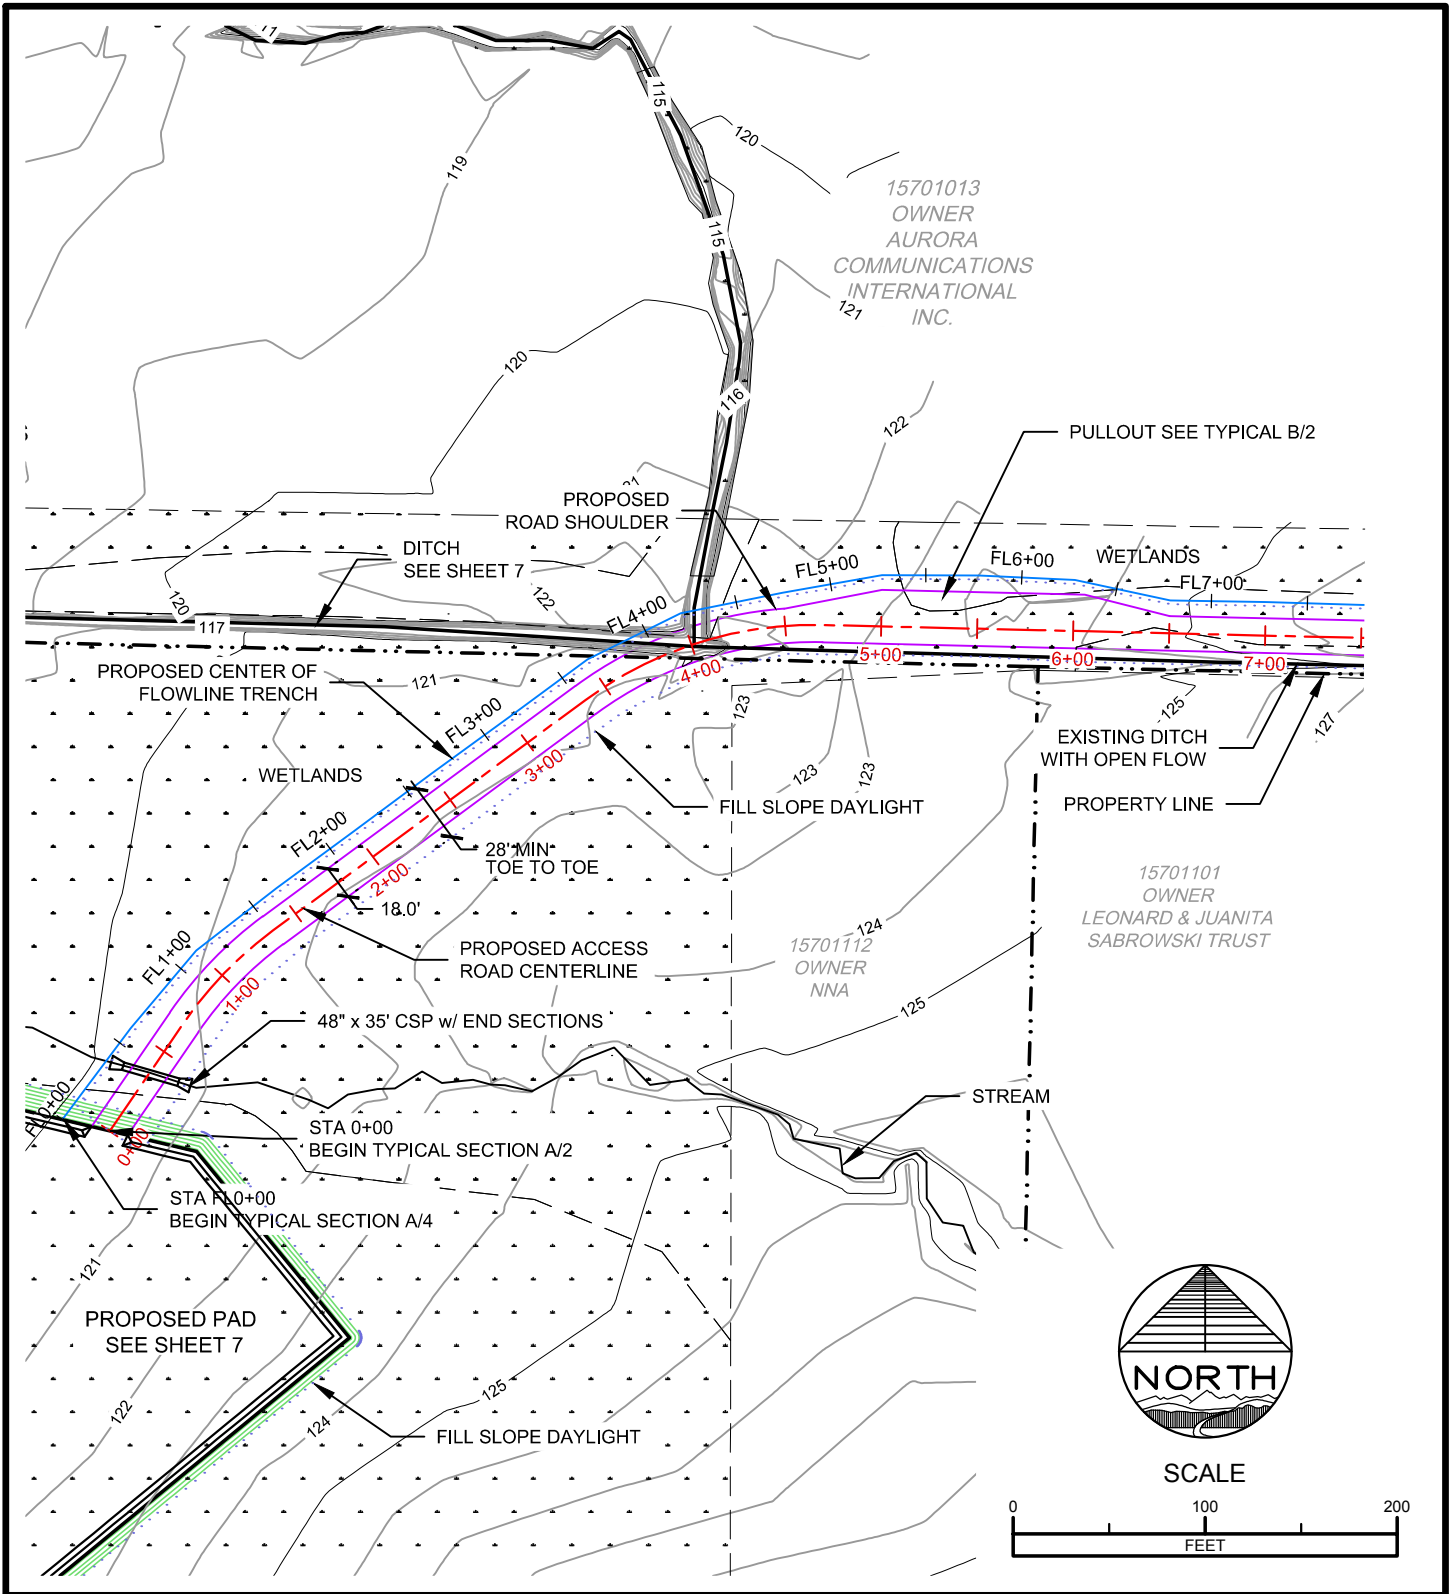 11
115
120
119
15701013
OWNER
AURORA
COMMUNICATIONS
INTERNATIONAL
INC.
115
121
120
116
122
PULLOUT SEE TYPICAL B/2
PROPOSED
ROAD SHOULDER
DITCH
SEE SHEET 7
FL5+00
FL6+00
WETLANDS
FL7+00
120
122
FL4+00
117
5+00
6+00
7+00
PROPOSED CENTER OF
FLOWLINE TRENCH
121
4+00
123
125
127
FL3+00
EXISTING DITCH
WITH OPEN FLOW
WETLANDS
3+00
123
123
FILL SLOPE DAYLIGHT
PROPERTY LINE
FL2+00
28' MIN
TOE TO TOE
2+00
18.0'
15701101
OWNER
LEONARD & JUANITA
SABROWSKI TRUST
124
15701112
OWNER
NNA
FL1+00
PROPOSED ACCESS
ROAD CENTERLINE
1+00
125
48" x 35' CSP w/ END SECTIONS
STREAM
FL0+00
0+00
STA 0+00
BEGIN TYPICAL SECTION A/2
STA FL0+00
BEGIN TYPICAL SECTION A/4
121
PROPOSED PAD
SEE SHEET 7
125
122
124
FILL SLOPE DAYLIGHT
NORTH
SCALE
0 100 200
FEET